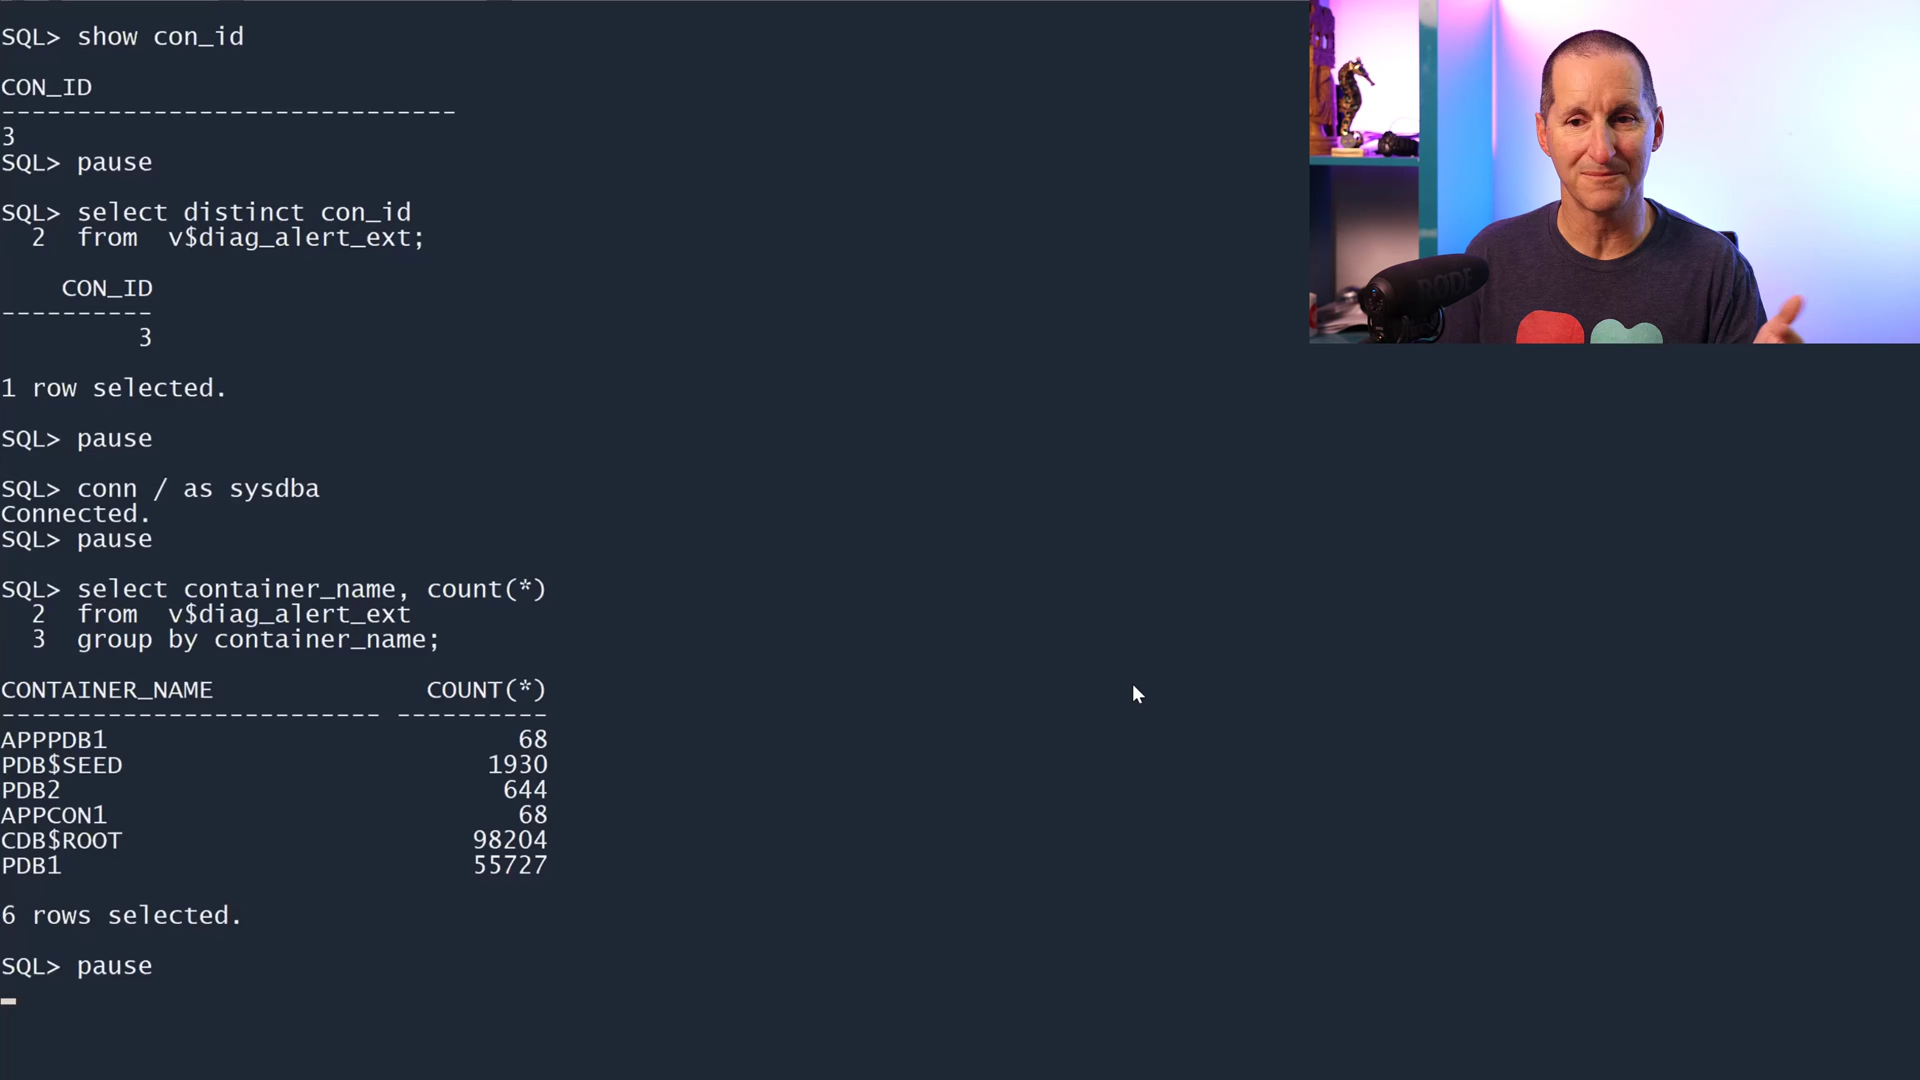 SQL> show con_id
CON_ID
------------------------------
3
SQL> pause
SQL> select distinct con_id
  2  from  v$diag_alert_ext;
    CON_ID
----------
         3
1 row selected.
SQL> pause
SQL> conn / as sysdba
Connected.
SQL> pause
SQL> select container_name, count(*)
  2  from  v$diag_alert_ext
  3  group by container_name;
CONTAINER_NAME              COUNT(*)
------------------------- ----------
APPPDB1                           68
PDB$SEED                        1930
PDB2                             644
APPCON1                           68
CDB$ROOT                       98204
PDB1                           55727
6 rows selected.
SQL> pause
RØDE